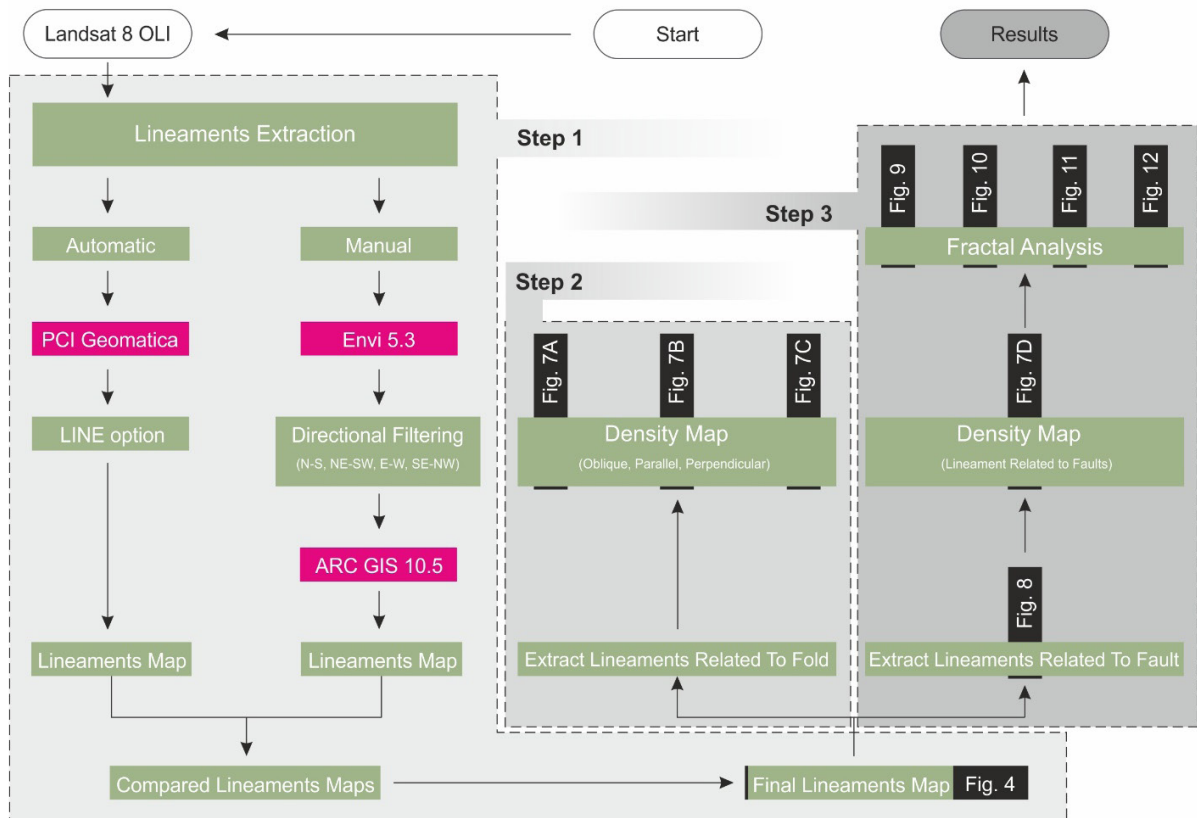 Landsat 8 OLI
Start
Results
Lineaments Extraction
Step 1
Automatic
Manual
PCI Geomatica
Envi 5.3
LINE option
Directional Filtering
(N-S, NE-SW, E-W, SE-NW)
ARC GIS 10.5
Lineaments Map
Lineaments Map
Compared Lineaments Maps
Final Lineaments Map
Fig. 4
Step 2
Fig. 7A
Fig. 7B
Fig. 7C
Density Map
(Oblique, Parallel, Perpendicular)
Extract Lineaments Related To Fold
Step 3
Fig. 9
Fig. 10
Fig. 11
Fig. 12
Fractal Analysis
Fig. 7D
Density Map
(Lineament Related to Faults)
Fig. 8
Extract Lineaments Related To Fault